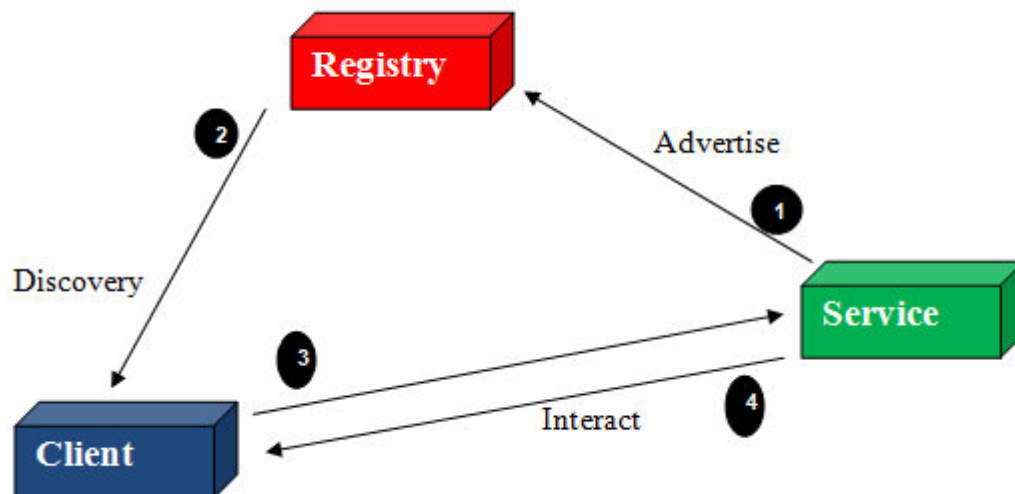 Registry
2
Advertise
1
Discovery
Service
3
4
Interact
Client